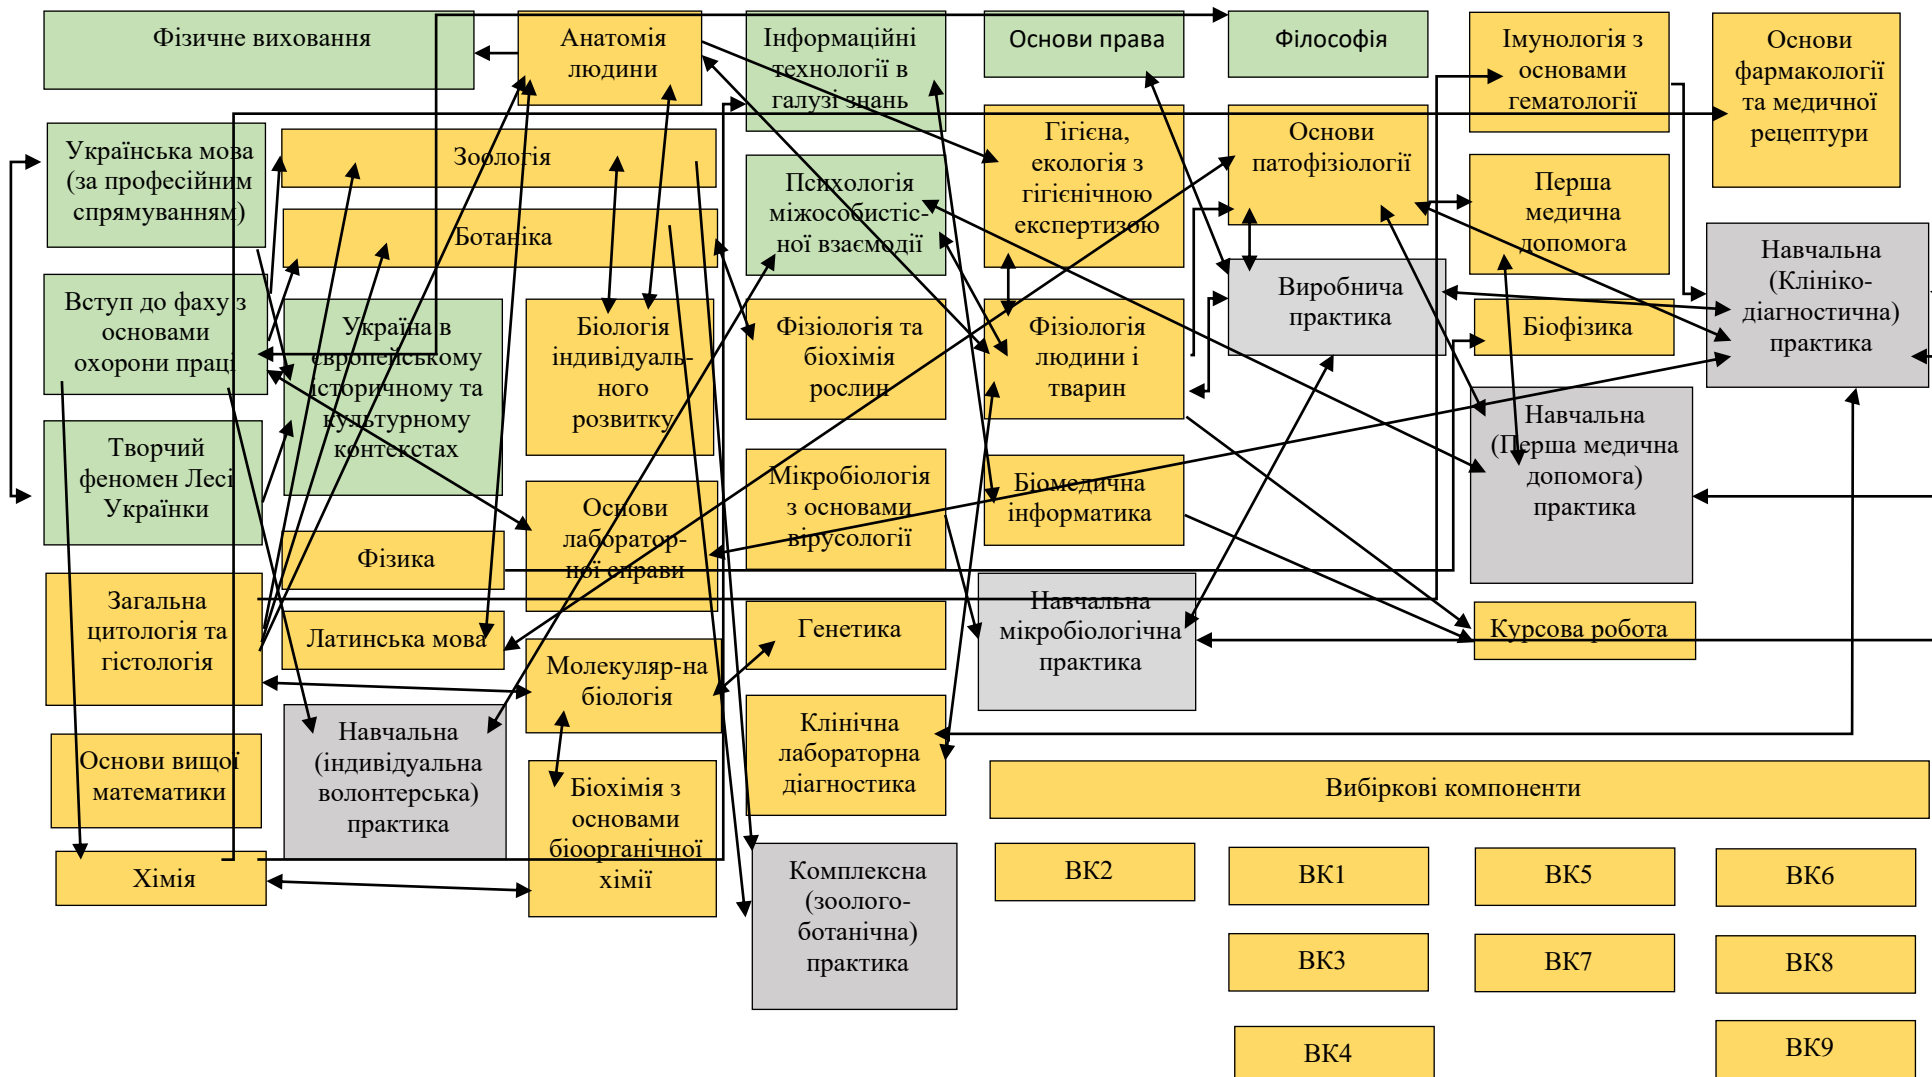 Фізичне виховання
Анатомія
людини
Інформаційні
технології в
галузі знань
Основи права
Філософія
Імунологія з
основами
гематології
Основи
фармакології
та медичної
рецептури
Українська мова
(за професійним
спрямуванням)
Зоологія
Ботаніка
Психологія
міжособистіс-
ної взаємодії
Гігієна,
екологія з
гігієнічною
експертизою
Основи
патофізіології
Перша
медична
допомога
Навчальна
(Клініко-
діагностична)
практика
Вступ до фаху з
основами
охорони праці
Україна в
європейському
історичному та
культурному
контекстах
Біологія
індивідуаль-
ного
розвитку
Фізіологія та
біохімія
рослин
Фізіологія
людини і
тварин
Виробнича
практика
Біофізика
Творчий
феномен Лесі
Українки
Мікробіологія
з основами
вірусології
Біомедична
інформатика
Навчальна
(Перша медична
допомога)
практика
Основи
лаборатор-
ної справи
Фізика
Загальна
цитологія та
гістологія
Латинська мова
Молекуляр-на
біологія
Генетика
Навчальна
мікробіологічна
практика
Курсова робота
Основи вищої
математики
Навчальна
(індивідуальна
волонтерська)
практика
Біохімія з
основами
біоорганічної
хімії
Клінічна
лабораторна
діагностика
Вибіркові компоненти
Хімія
Комплексна
(зоолого-
ботанічна)
практика
ВК2
ВК1
ВК5
ВК6
ВК3
ВК7
ВК8
ВК4
ВК9